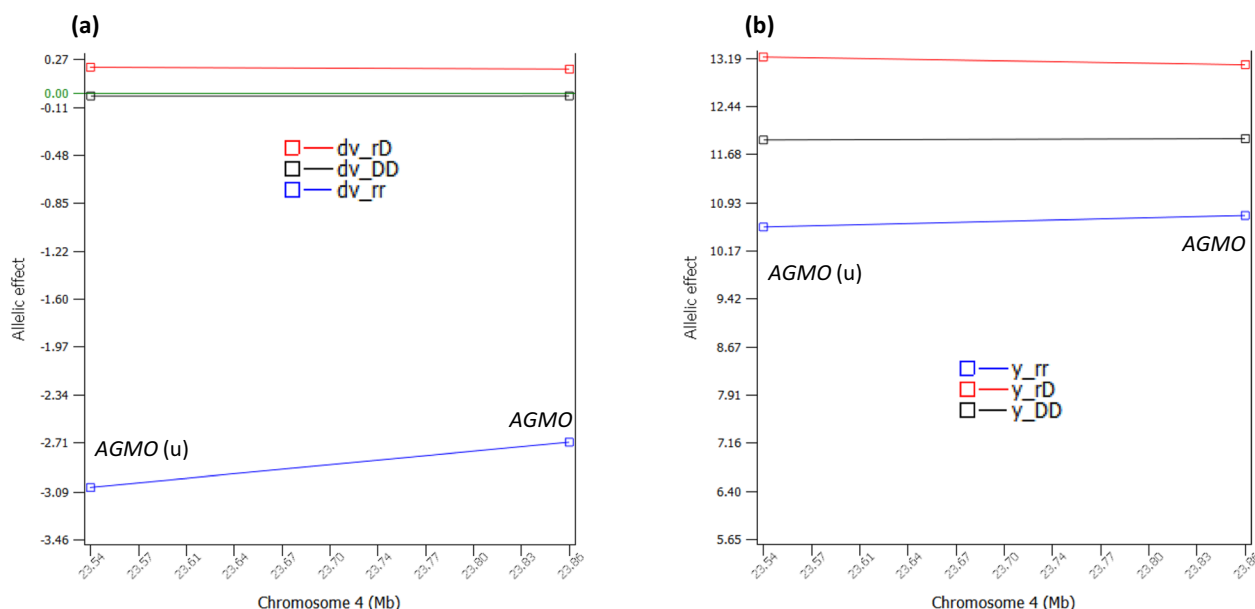 (a)
0.27
0.00
-0.11
-0.48
-0.85
-1.22
-1.60
-1.97
-2.34
-2.71
-3.09
-3.46
Allelic effect
dv_rD
dv_DD
dv_rr
AGMO (u)
AGMO
23.54 23.57 23.61 23.64 23.67 23.70 23.74 23.77 23.80 23.83 23.86
Chromosome 4 (Mb)
(b)
13.19
12.44
11.68
10.93
10.17
9.42
8.67
7.91
7.16
6.40
5.65
Allelic effect
AGMO (u)
AGMO
y_rr
y_rD
y_DD
23.54 23.57 23.61 23.64 23.67 23.70 23.74 23.77 23.80 23.83 23.86
Chromosome 4 (Mb)